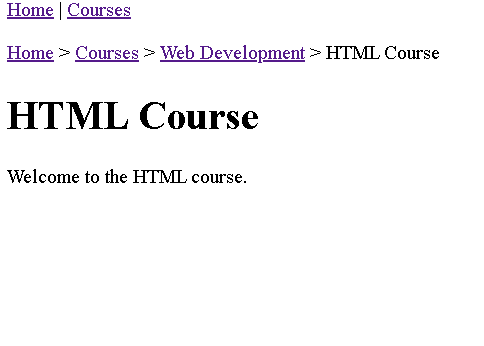 Home | Courses
Home > Courses > Web Development > HTML Course
HTML Course
Welcome to the HTML course.